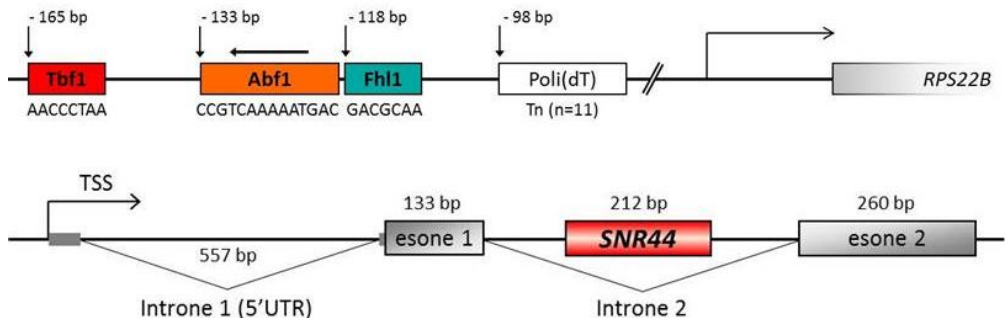 - 165 bp
- 133 bp
- 118 bp
- 98 bp
Tbf1
Abf1
Fhl1
Poli(dT)
RPS22B
AACCCTAA
CCGTCAAAAATGAC
GACGCAA
Tn (n=11)
TSS
133 bp
212 bp
260 bp
esone 1
SNR44
esone 2
557 bp
Introne 1 (5'UTR)
Introne 2